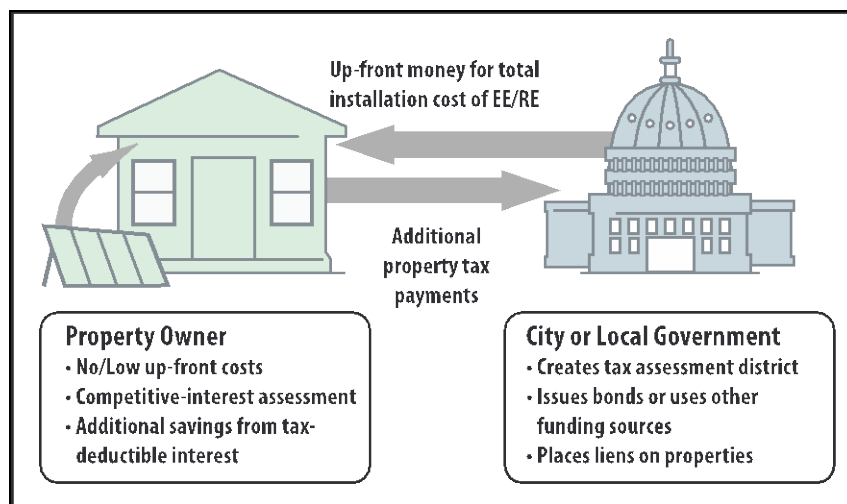 Up-front money for total
installation cost of EE/RE
Additional
property tax
payments
Property Owner
• No/Low up-front costs
• Competitive-interest assessment
• Additional savings from tax-
deductible interest
City or Local Government
• Creates tax assessment district
• Issues bonds or uses other
funding sources
• Places liens on properties